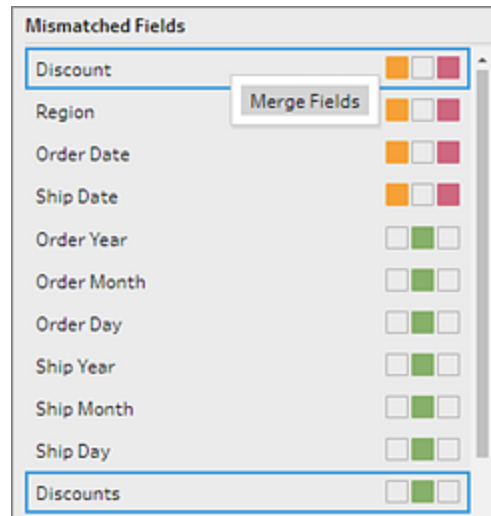 Mismatched Fields
Discount
Merge Fields
Region
Order Date
Ship Date
Order Year
Order Month
Order Day
Ship Year
Ship Month
Ship Day
Discounts